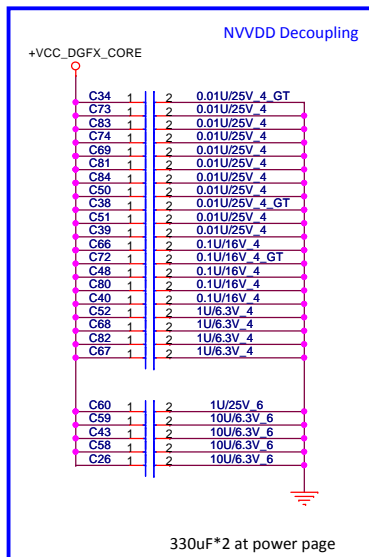 NVVDD Decoupling
+VCC_DGFX_CORE
C34 1 2 0.01U/25V_4_GT
C73 1 2 0.01U/25V_4
C83 1 2 0.01U/25V_4
C74 1 2 0.01U/25V_4
C69 1 2 0.01U/25V_4
C81 1 2 0.01U/25V_4
C84 1 2 0.01U/25V_4
C50 1 2 0.01U/25V_4
C38 1 2 0.01U/25V_4_GT
C51 1 2 0.01U/25V_4
C39 1 2 0.01U/25V_4
C66 1 2 0.1U/16V_4
C72 1 2 0.1U/16V_4_GT
C48 1 2 0.1U/16V_4
C80 1 2 0.1U/16V_4
C40 1 2 0.1U/16V_4
C52 1 2 1U/6.3V_4
C68 1 2 1U/6.3V_4
C82 1 2 1U/6.3V_4
C67 1 2 1U/6.3V_4
C60 1 2 1U/25V_6
C59 1 2 10U/6.3V_6
C43 1 2 10U/6.3V_6
C58 1 2 10U/6.3V_6
C26 1 2 10U/6.3V_6
330uF*2 at power page